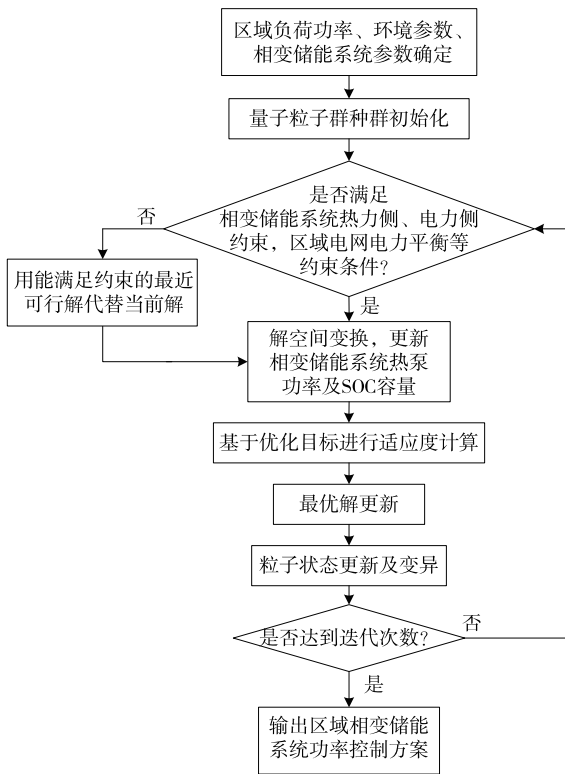 区域负荷功率、环境参数、
相变储能系统参数确定
量子粒子群种群初始化
是否满足
相变储能系统热力侧、电力侧
约束，区域电网电力平衡等
约束条件？
否
用能满足约束的最近
可行解代替当前解
是
解空间变换，更新
相变储能系统热泵
功率及SOC容量
基于优化目标进行适应度计算
最优解更新
粒子状态更新及变异
是否达到迭代次数？
否
是
输出区域相变储能
系统功率控制方案